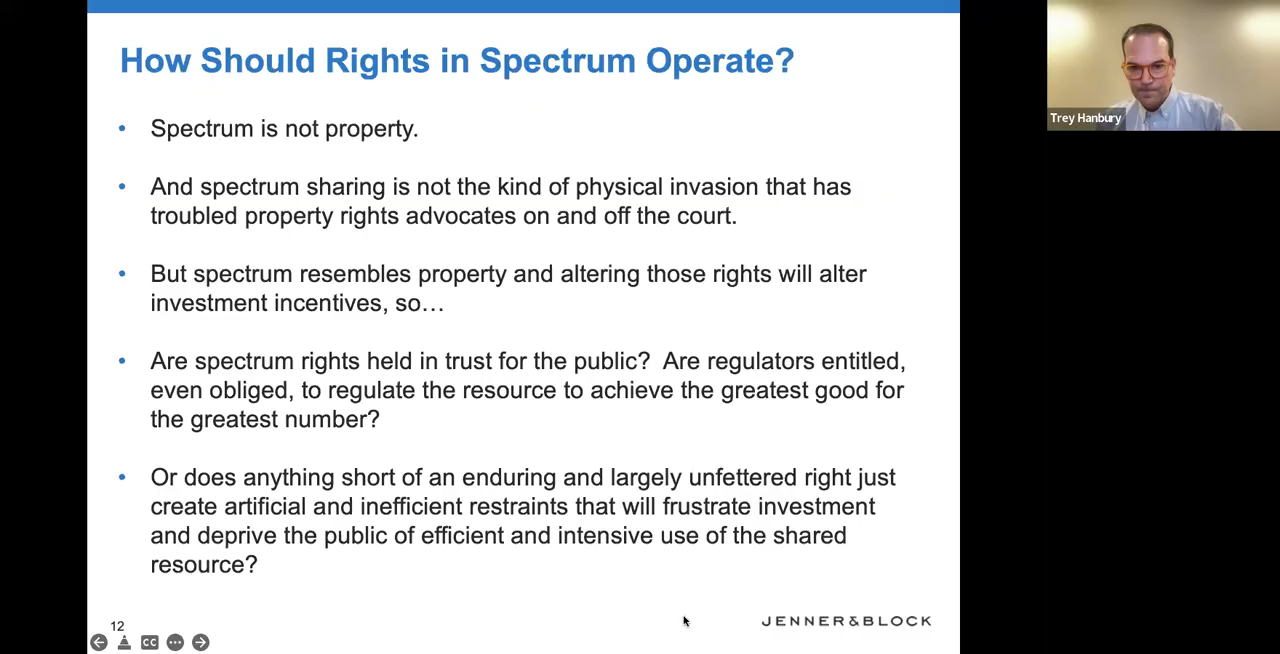 How Should Rights in Spectrum Operate?
• Spectrum is not property.
• And spectrum sharing is not the kind of physical invasion that has
troubled property rights advocates on and off the court.
• But spectrum resembles property and altering those rights will alter
investment incentives, so…
• Are spectrum rights held in trust for the public?  Are regulators entitled,
even obliged, to regulate the resource to achieve the greatest good for
the greatest number?
• Or does anything short of an enduring and largely unfettered right just
create artificial and inefficient restraints that will frustrate investment
and deprive the public of efficient and intensive use of the shared
resource?
12
JENNER&BLOCK
CC
Trey Hanbury